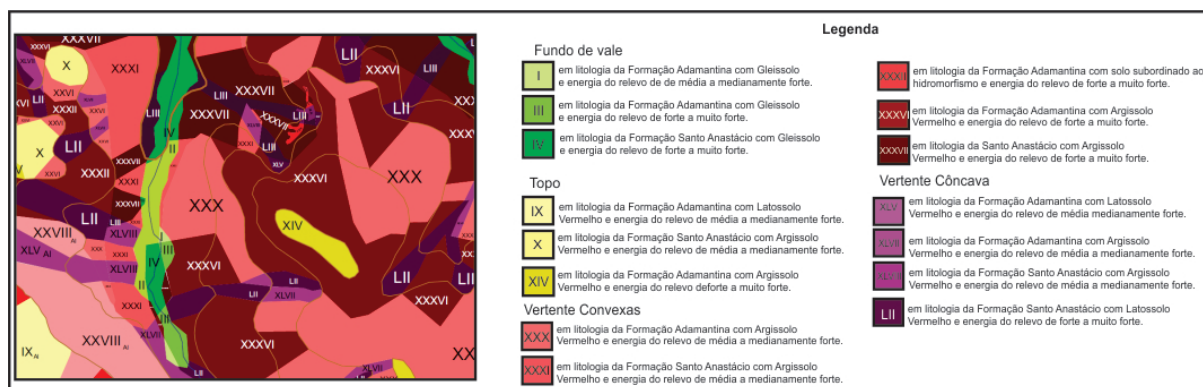 Legenda
Fundo de vale
I
em litologia da Formação Adamantina com Gleissolo
e energia do relevo de de média a medianamente forte.
III
em litologia da Formação Adamantina com Gleissolo
e energia do relevo de forte a muito forte.
IV
em litologia da Formação Santo Anastácio com Gleissolo
e energia do relevo de forte a muito forte.
Topo
IX
em litologia da Formação Adamantina com Latossolo
Vermelho e energia do relevo de média a medianamente forte.
X
em litologia da Formação Santo Anastácio com Argissolo
Vermelho e energia do relevo de média a medianamente forte.
XIV
em litologia da Formação Adamantina com Argissolo
Vermelho e energia do relevo deforte a muito forte.
Vertente Convexas
XXX
em litologia da Formação Adamantina com Argissolo
Vermelho e energia do relevo de média a medianamente forte.
XXXI
em litologia da Formação Santo Anastácio com Argissolo
Vermelho e energia do relevo de média a medianamente forte.
XXXII
em litologia da Formação Adamantina com solo subordinado ao
hidromorfismo e energia do relevo de forte a muito forte.
XXXVI
em litologia da Formação Adamantina com Argissolo
Vermelho e energia do relevo de forte a muito forte.
XXXVII
em litologia da Santo Anastácio com Argissolo
Vermelho e energia do relevo de forte a muito forte.
Vertente Côncava
XLV
em litologia da Formação Adamantina com Latossolo
Vermelho e energia do relevo de média medianamente forte.
XLVII
em litologia da Formação Adamantina com Argissolo
Vermelho e energia do relevo de média a medianamente forte.
XLVIII
em litologia da Formação Santo Anastácio com Argissolo
Vermelho e energia do relevo de média a medianamente forte.
LII
em litologia da Formação Santo Anastácio com Latossolo
Vermelho e energia do relevo de forte a muito forte.
XXXVII
LII
X
XXXI
XXXVI
LIII
XXXVII
XXX
XXXII
XIV
XXVIII AI
XLV AI
XLVIII
XXXVI
XLVII
IX AI